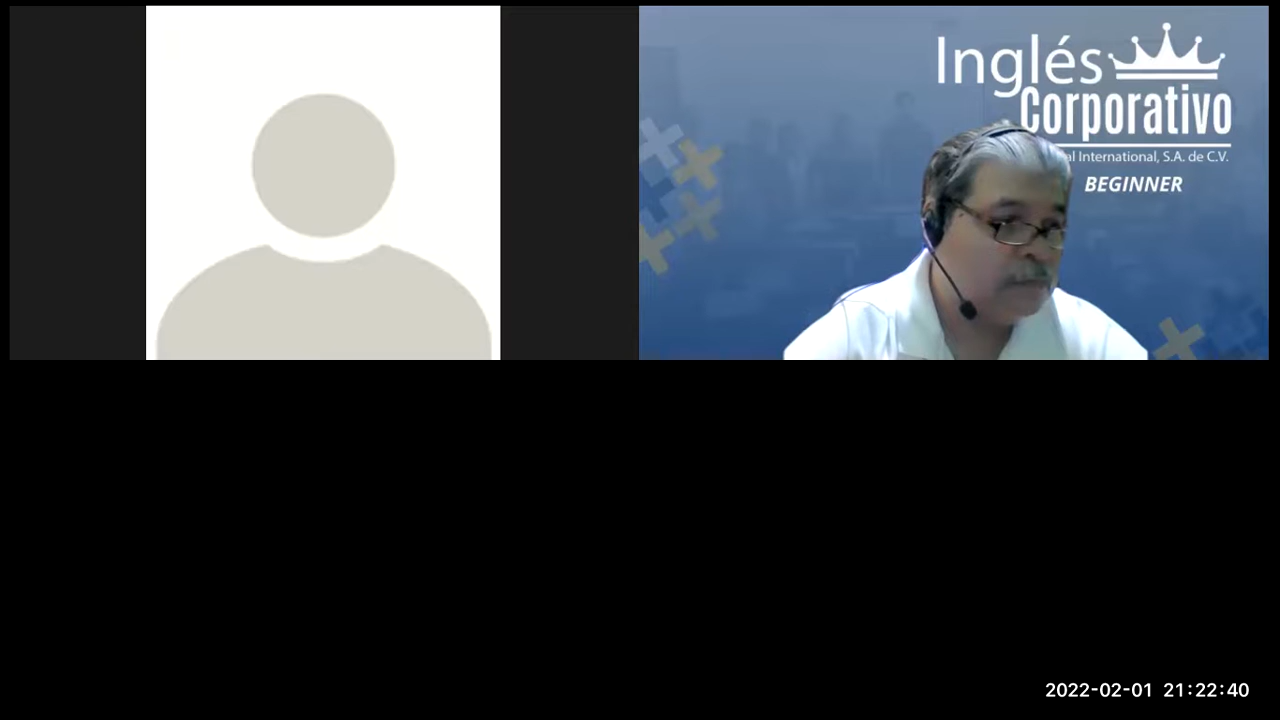 Inglés
Corporativo
al International, S.A. de C.V.
BEGINNER
2022-02-01 21:22:40